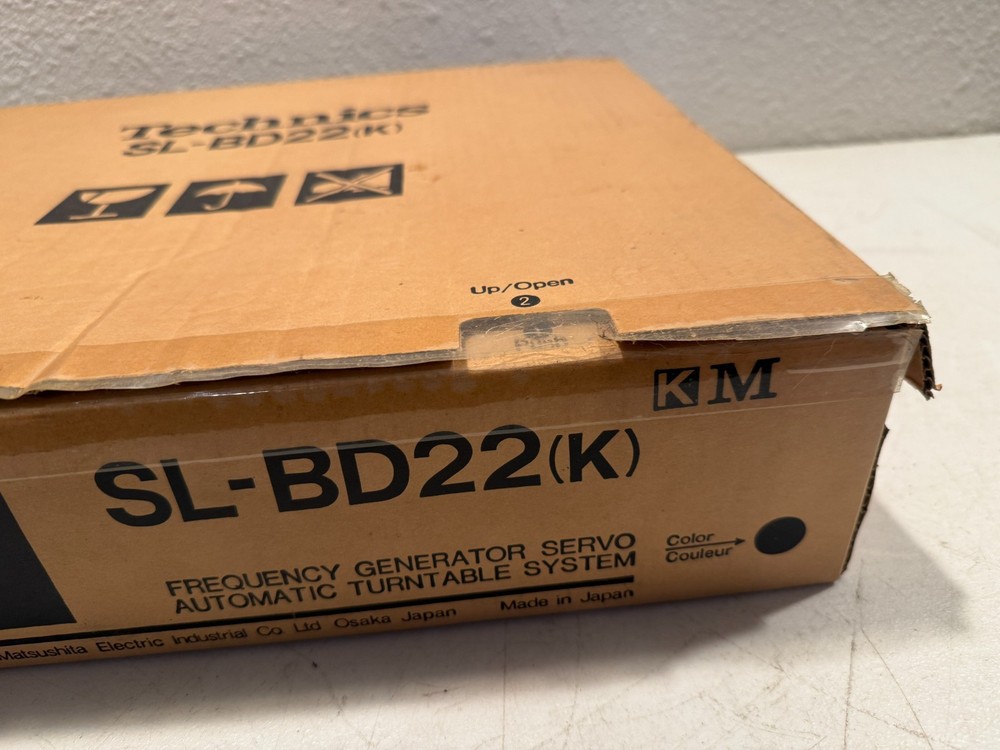 Technics
SL-BD22(K)
Up/Open
2
Push
K M
SL-BD22(K)
FREQUENCY GENERATOR SERVO
AUTOMATIC TURNTABLE SYSTEM
Color
Couleur
Matsushita Electric Industrial Co Ltd Osaka Japan Made in Japan